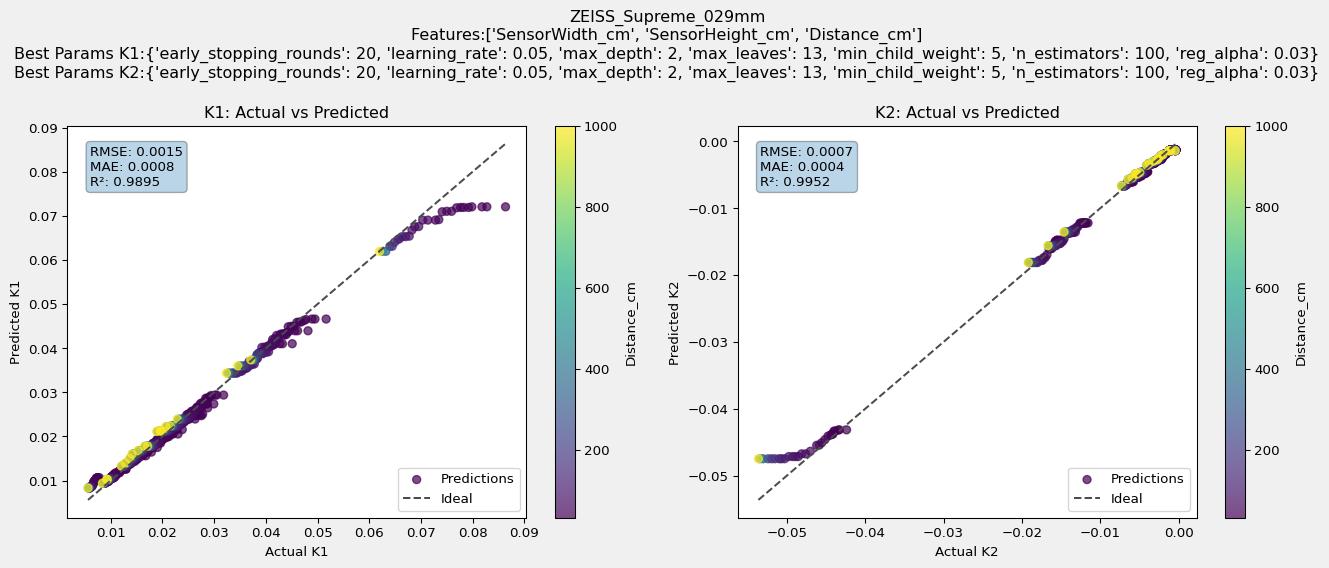 ZEISS_Supreme_029mm
Features:['SensorWidth_cm', 'SensorHeight_cm', 'Distance_cm']
Best Params K1:{'early_stopping_rounds': 20, 'learning_rate': 0.05, 'max_depth': 2, 'max_leaves': 13, 'min_child_weight': 5, 'n_estimators': 100, 'reg_alpha': 0.03}
Best Params K2:{'early_stopping_rounds': 20, 'learning_rate': 0.05, 'max_depth': 2, 'max_leaves': 13, 'min_child_weight': 5, 'n_estimators': 100, 'reg_alpha': 0.03}
K1: Actual vs Predicted
RMSE: 0.0015
MAE: 0.0008
R²: 0.9895
0.09
0.08
0.07
0.06
0.05
0.04
0.03
0.02
0.01
Predicted K1
0.01
0.02
0.03
0.04
0.05
0.06
0.07
0.08
0.09
Actual K1
Predictions
Ideal
1000
800
600
400
200
Distance_cm
K2: Actual vs Predicted
RMSE: 0.0007
MAE: 0.0004
R²: 0.9952
0.00
−0.01
−0.02
−0.03
−0.04
−0.05
Predicted K2
−0.05
−0.04
−0.03
−0.02
−0.01
0.00
Actual K2
Predictions
Ideal
1000
800
600
400
200
Distance_cm